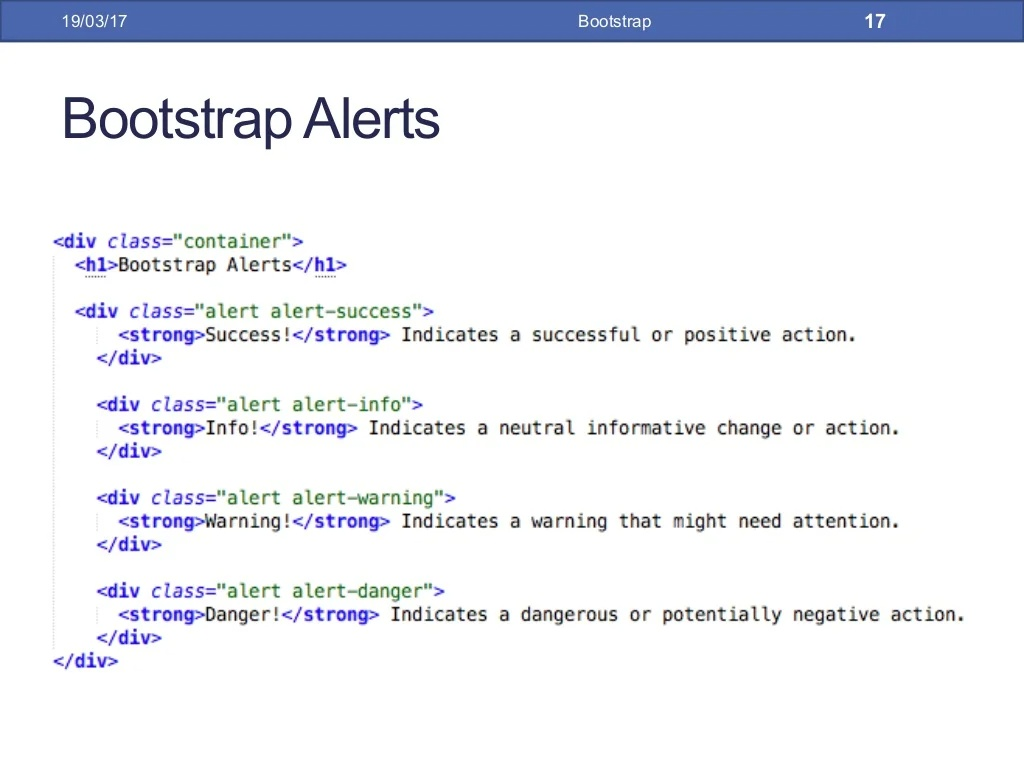 19/03/17 Bootstrap 17
Bootstrap Alerts
<div class="container">
<h1>Bootstrap Alerts</h1>
<div class="alert alert-success">
<strong>Success!</strong> Indicates a successful or positive action.
</div>
<div class="alert alert-info">
<strong>Info!</strong> Indicates a neutral informative change or action.
</div>
<div class="alert alert-warning">
<strong>Warning!</strong> Indicates a warning that might need attention.
</div>
<div class="alert alert-danger">
<strong>Danger!</strong> Indicates a dangerous or potentially negative action.
</div>
</div>